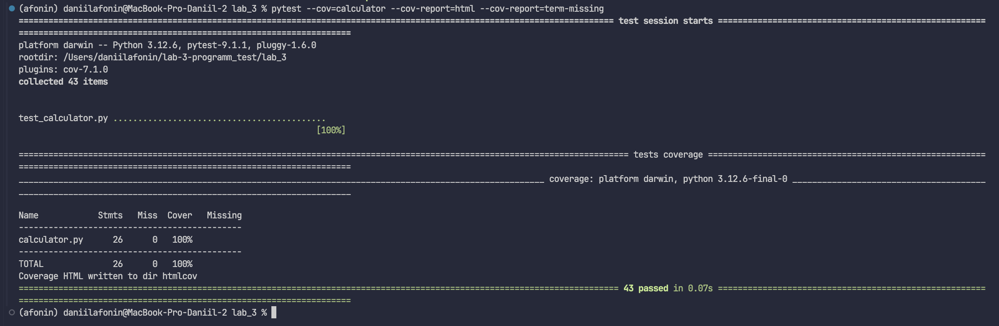 (afonin) daniilafonin@MacBook-Pro-Daniil-2 lab_3 % pytest --cov=calculator --cov-report=html --cov-report=term-missing
======================================================================================================================== test session starts ======================================================
===================================================================
platform darwin -- Python 3.12.6, pytest-9.1.1, pluggy-1.6.0
rootdir: /Users/daniilafonin/lab-3-programm_test/lab_3
plugins: cov-7.1.0
collected 43 items
test_calculator.py ...........................................
[100%]
=========================================================================================================================== tests coverage ========================================================
===================================================================
__________________________________________________________________________________________________________ coverage: platform darwin, python 3.12.6-final-0 _______________________________________
___________________________________________________________________
Name            Stmts   Miss  Cover   Missing
---------------------------------------------
calculator.py      26      0   100%
---------------------------------------------
TOTAL              26      0   100%
Coverage HTML written to dir htmlcov
========================================================================================================================= 43 passed in 0.07s ======================================================
===================================================================
(afonin) daniilafonin@MacBook-Pro-Daniil-2 lab_3 %